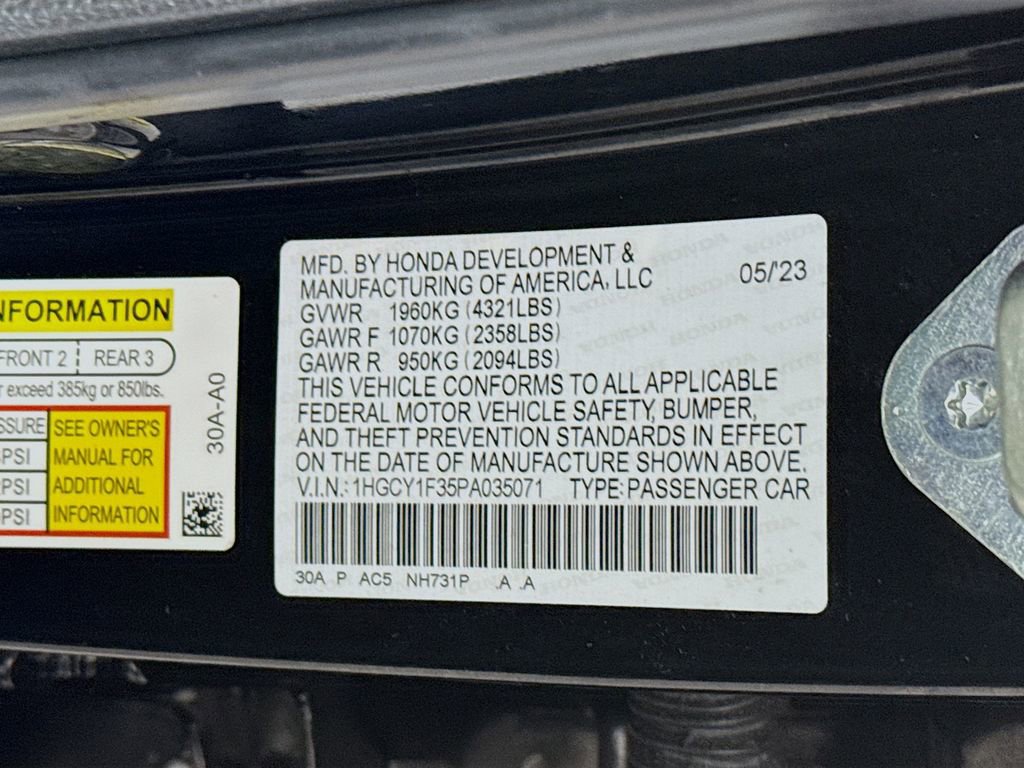 NFORMATION
FRONT 2 REAR 3
exceed 385kg or 850lbs.
SSURE
PSI
PSI
PSI
SEE OWNER'S
MANUAL FOR
ADDITIONAL
INFORMATION
30A-A0
MFD. BY HONDA DEVELOPMENT &
MANUFACTURING OF AMERICA, LLC 05/'23
GVWR 1960KG (4321LBS)
GAWR F 1070KG (2358LBS)
GAWR R 950KG (2094LBS)
THIS VEHICLE CONFORMS TO ALL APPLICABLE
FEDERAL MOTOR VEHICLE SAFETY, BUMPER,
AND THEFT PREVENTION STANDARDS IN EFFECT
ON THE DATE OF MANUFACTURE SHOWN ABOVE.
V.I.N.: 1HGCY1F35PA035071 TYPE: PASSENGER CAR
30A P AC5 NH731P .A .A